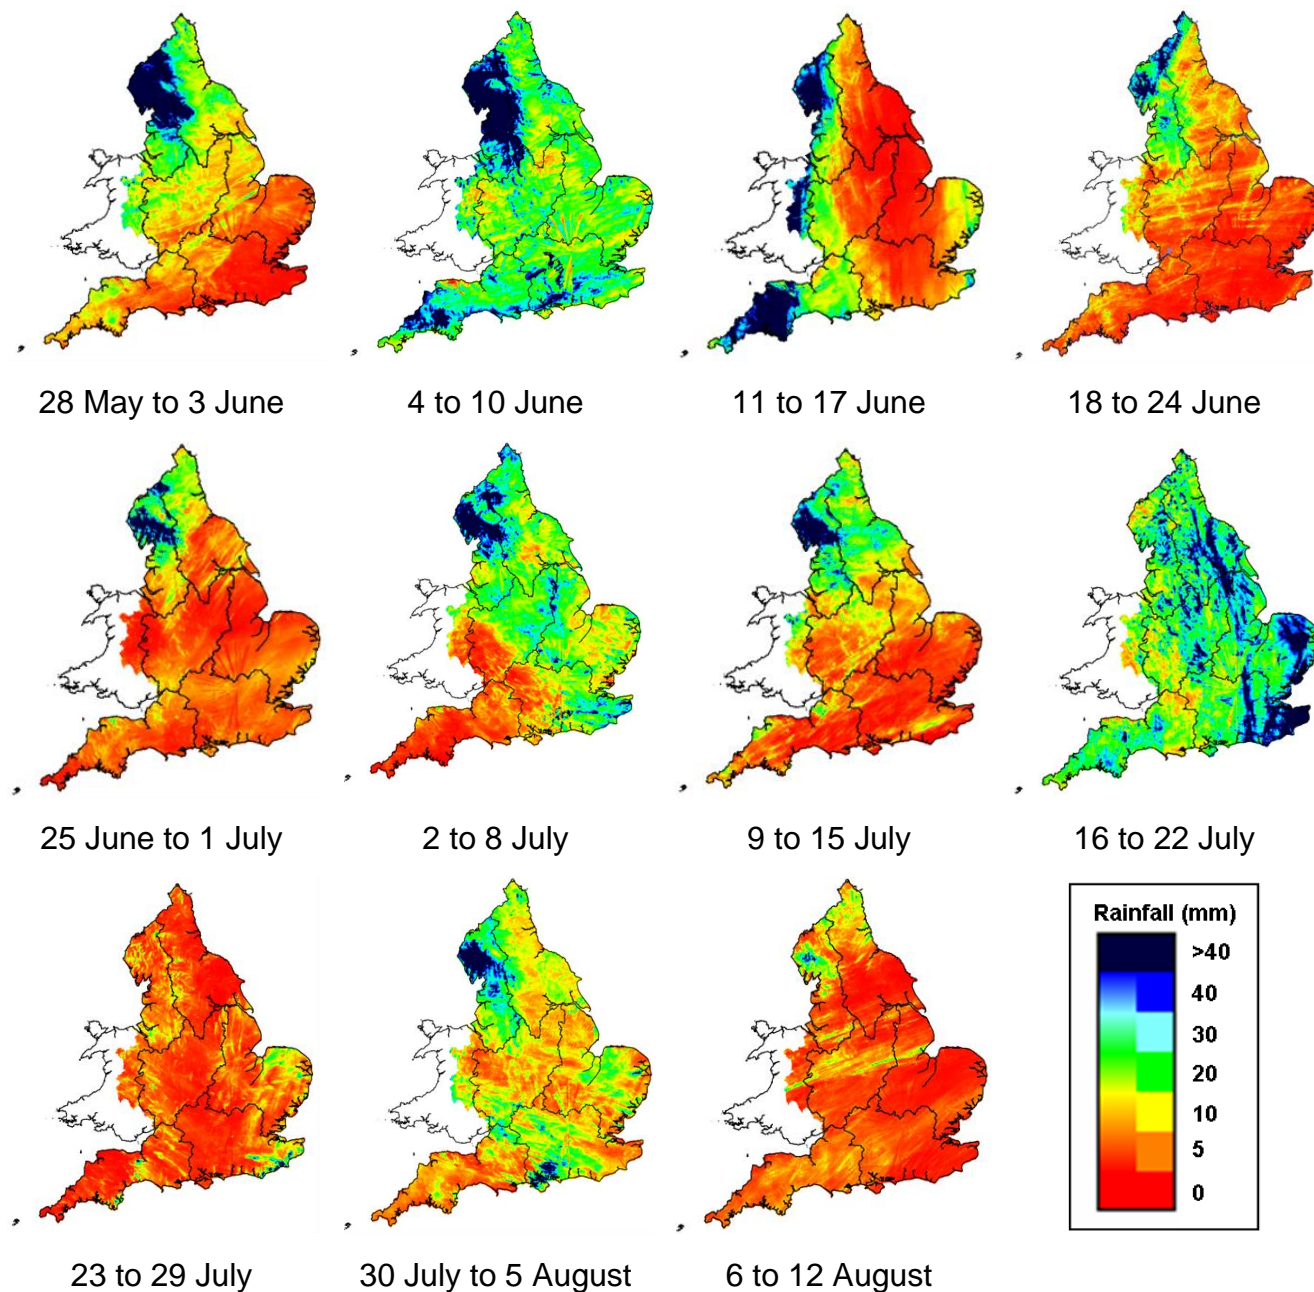 28 May to 3 June
4 to 10 June
11 to 17 June
18 to 24 June
25 June to 1 July
2 to 8 July
9 to 15 July
16 to 22 July
Rainfall (mm)
>40
40
30
20
10
5
0
23 to 29 July
30 July to 5 August
6 to 12 August